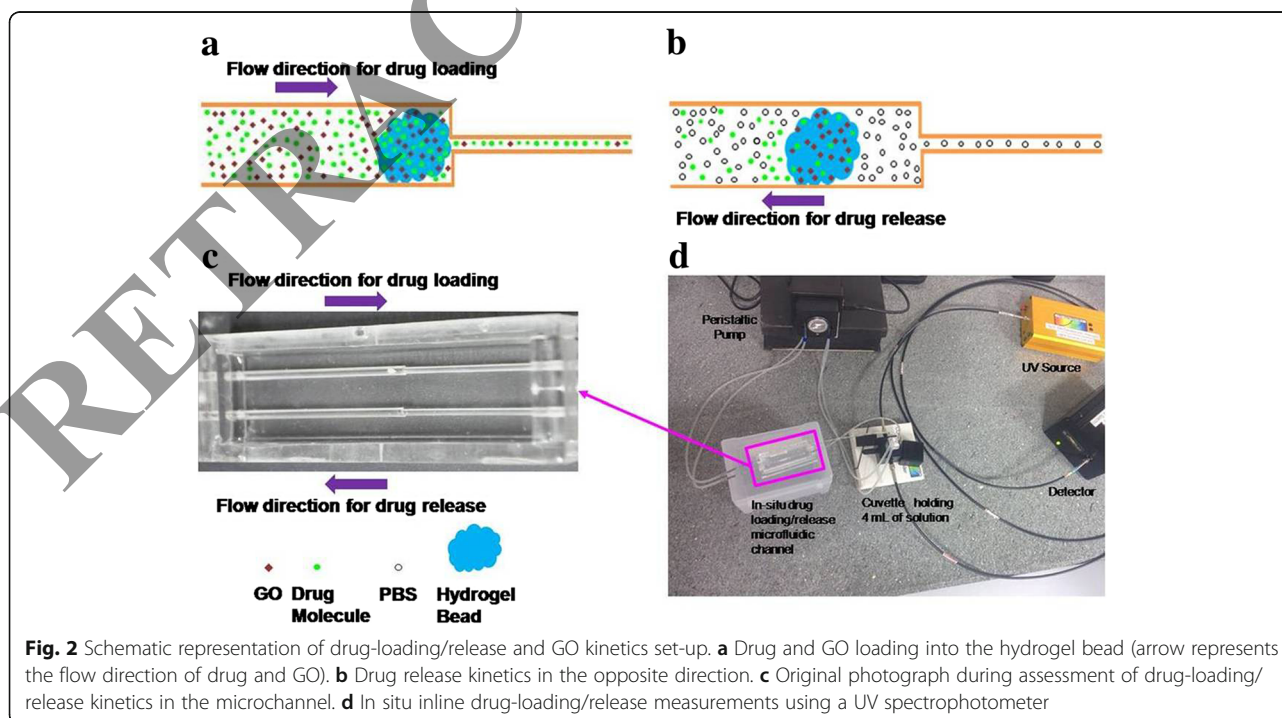 a
Flow direction for drug loading
b
Flow direction for drug release
c
Flow direction for drug loading
Flow direction for drug release
GO Drug Molecule PBS Hydrogel Bead
d
Peristaltic
Pump
UV Source
Detector
In-situ drug
loading/release
microfluidic
channel
Cuvette holding
4 mL of solution
RETRAC
Fig. 2 Schematic representation of drug-loading/release and GO kinetics set-up. a Drug and GO loading into the hydrogel bead (arrow represents
the flow direction of drug and GO). b Drug release kinetics in the opposite direction. c Original photograph during assessment of drug-loading/
release kinetics in the microchannel. d In situ inline drug-loading/release measurements using a UV spectrophotometer